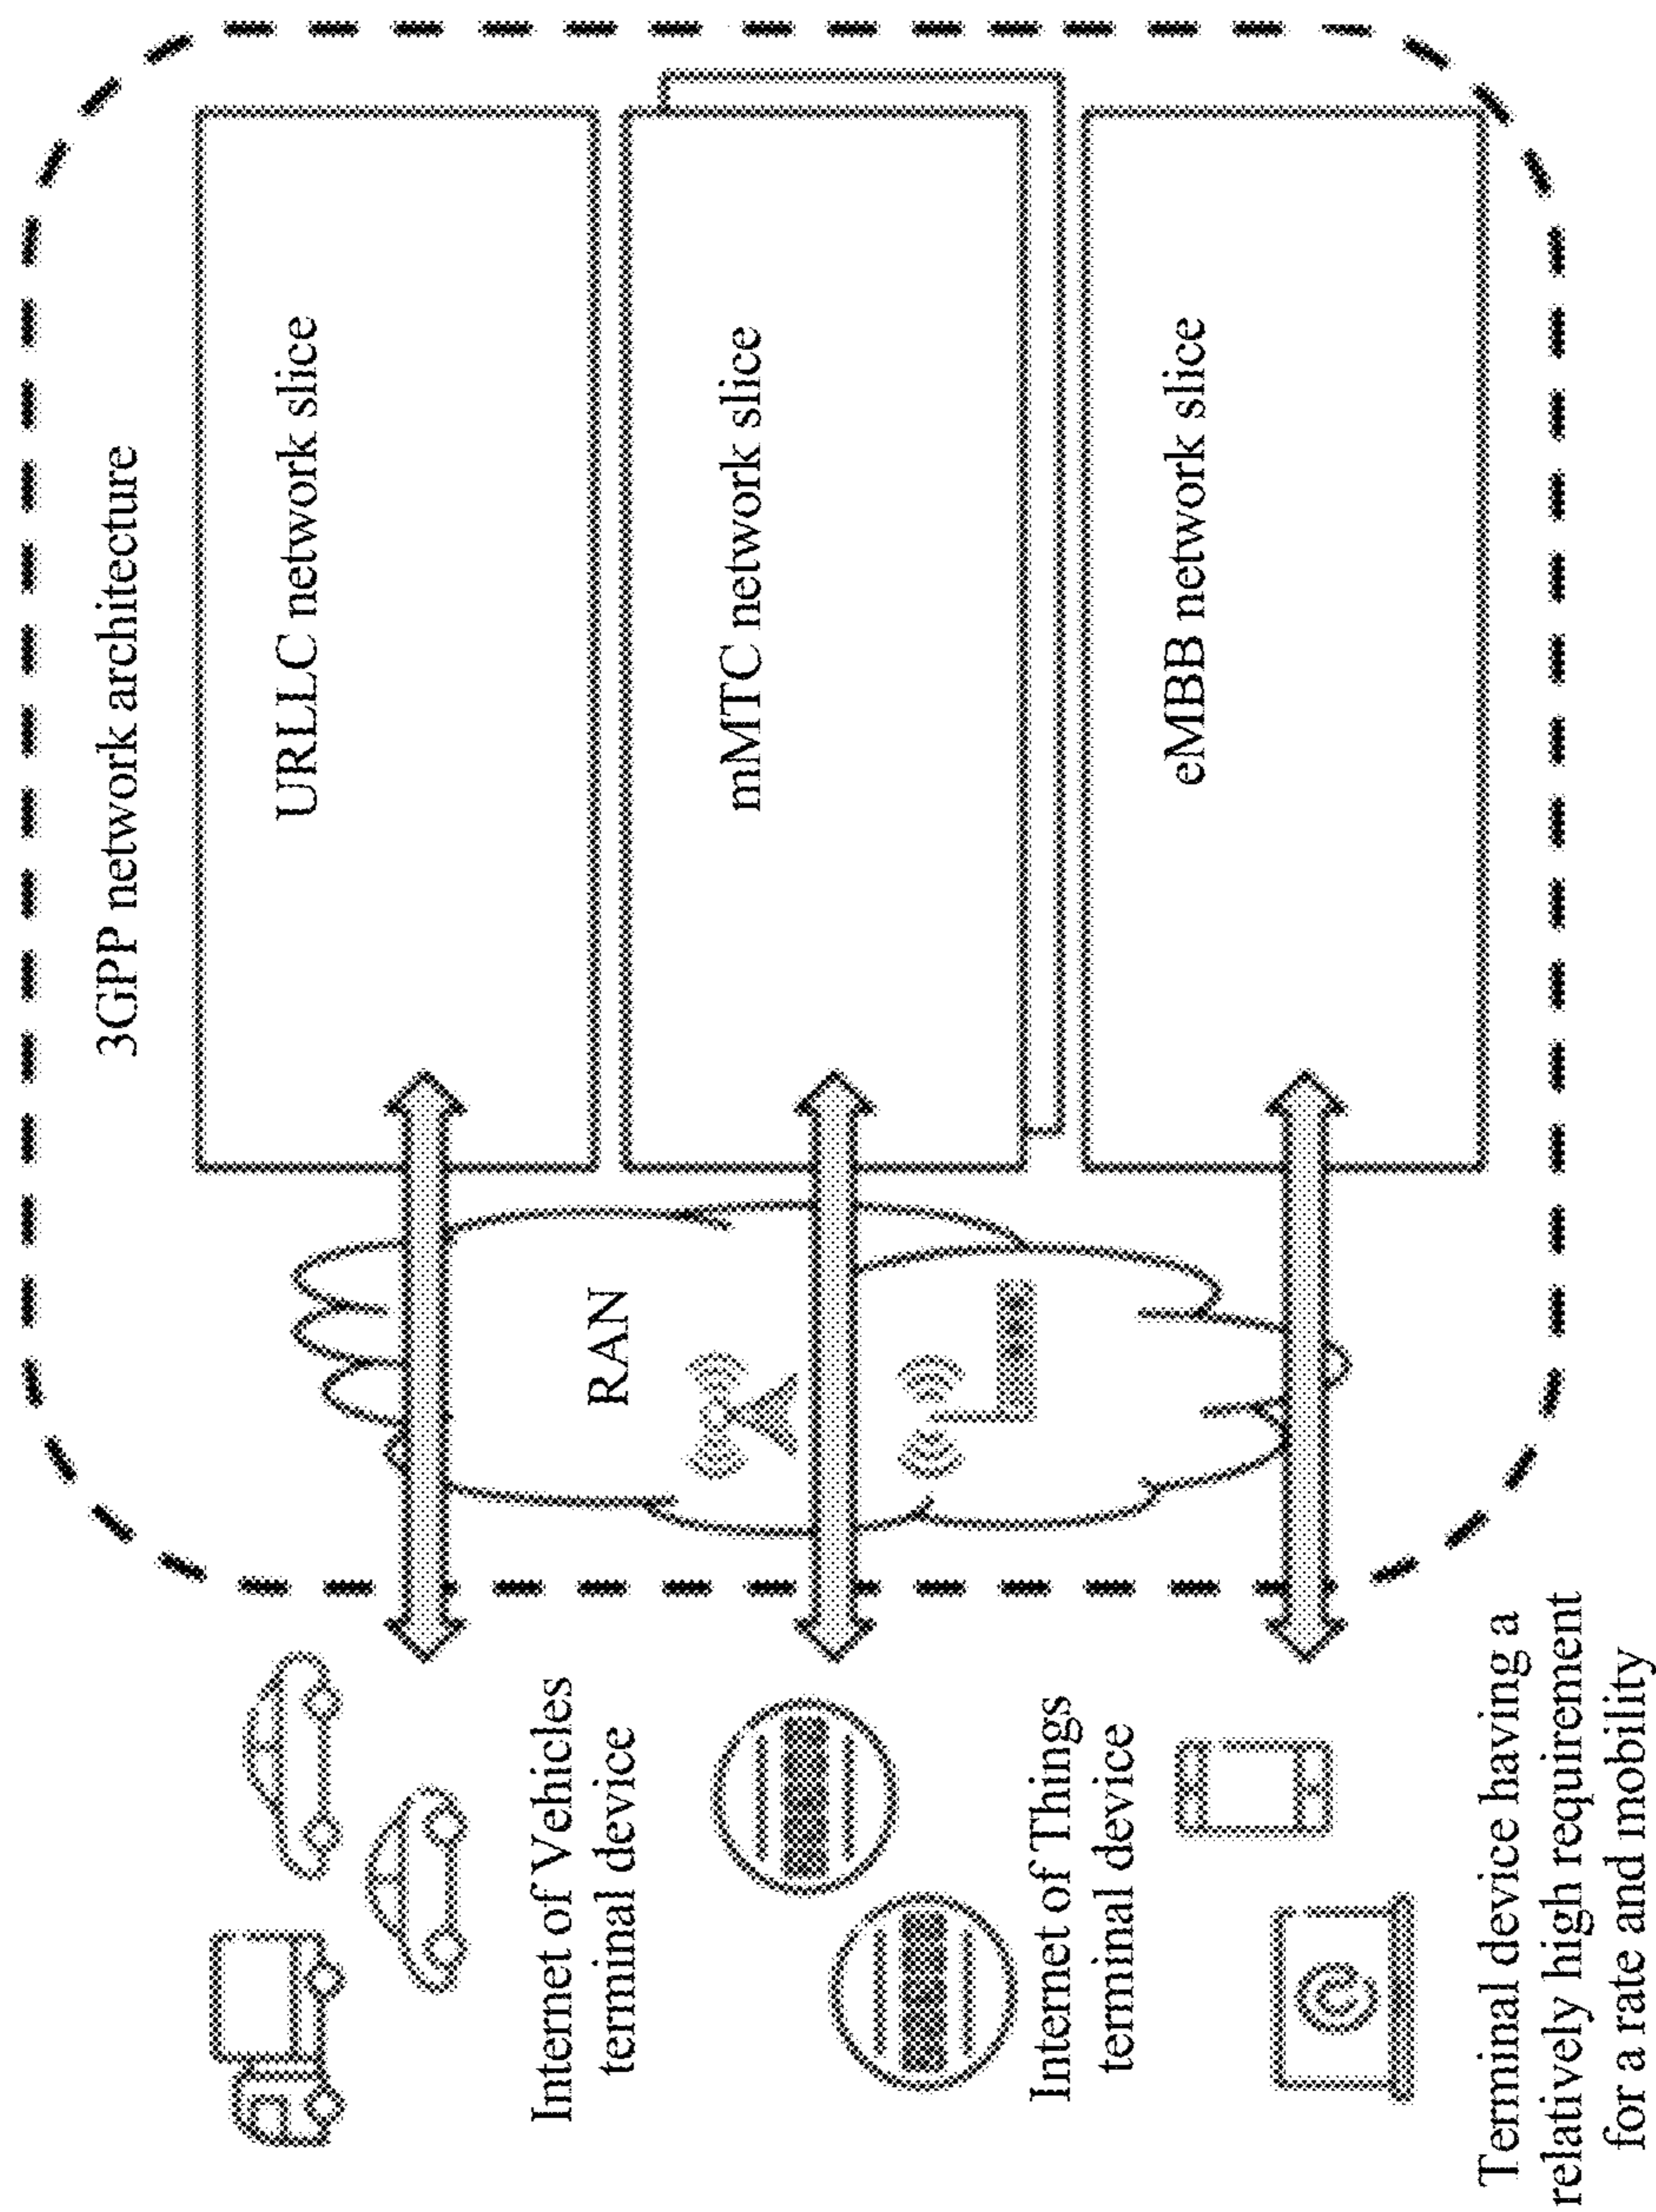 3GPP network architecture
URLLC network slice
mMTC network slice
eMBB network slice
RAN
Internet of Vehicles
terminal device
Internet of Things
terminal device
Terminal device having a
relatively high requirement
for a rate and mobility